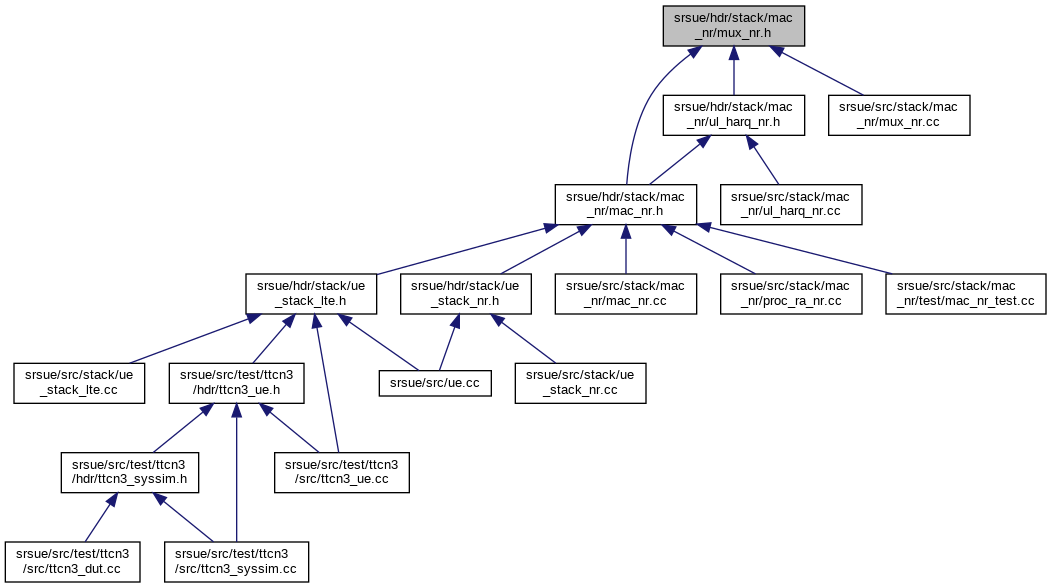 srsue/hdr/stack/mac
_nr/mux_nr.h
srsue/hdr/stack/mac
_nr/ul_harq_nr.h
srsue/src/stack/mac
_nr/mux_nr.cc
srsue/hdr/stack/mac
_nr/mac_nr.h
srsue/src/stack/mac
_nr/ul_harq_nr.cc
srsue/hdr/stack/ue
_stack_lte.h
srsue/hdr/stack/ue
_stack_nr.h
srsue/src/stack/mac
_nr/mac_nr.cc
srsue/src/stack/mac
_nr/proc_ra_nr.cc
srsue/src/stack/mac
_nr/test/mac_nr_test.cc
srsue/src/stack/ue
_stack_lte.cc
srsue/src/test/ttcn3
/hdr/ttcn3_ue.h
srsue/src/ue.cc
srsue/src/stack/ue
_stack_nr.cc
srsue/src/test/ttcn3
/hdr/ttcn3_syssim.h
srsue/src/test/ttcn3
/src/ttcn3_ue.cc
srsue/src/test/ttcn3
/src/ttcn3_dut.cc
srsue/src/test/ttcn3
/src/ttcn3_syssim.cc